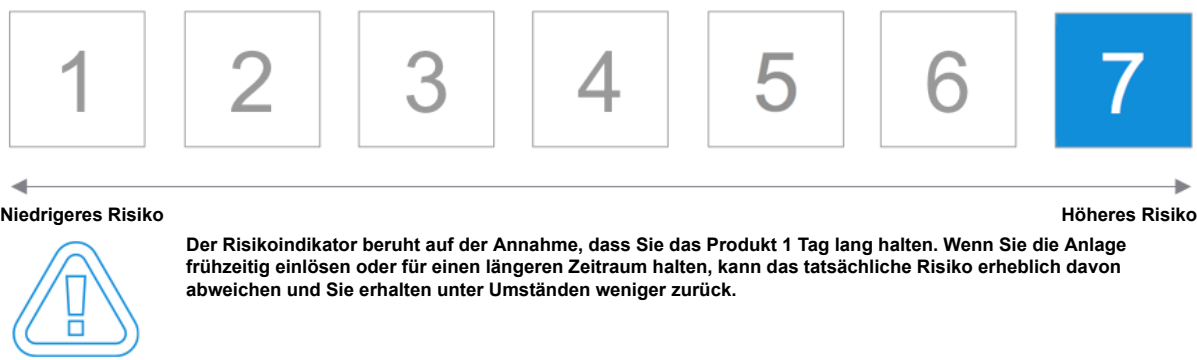 1 2 3 4 5 6 7
Niedrigeres Risiko Höheres Risiko
Der Risikoindikator beruht auf der Annahme, dass Sie das Produkt 1 Tag lang halten. Wenn Sie die Anlage
frühzeitig einlösen oder für einen längeren Zeitraum halten, kann das tatsächliche Risiko erheblich davon
abweichen und Sie erhalten unter Umständen weniger zurück.